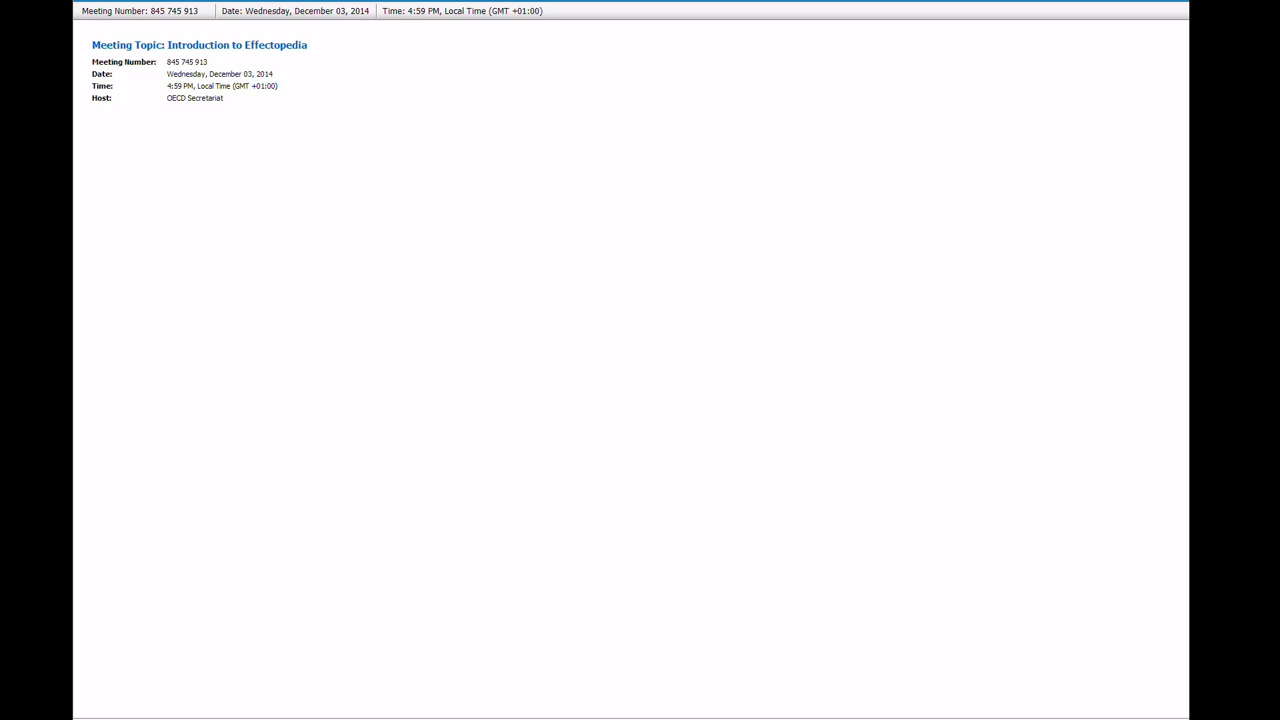 Meeting Number: 845 745 913 Date: Wednesday, December 03, 2014 Time: 4:59 PM, Local Time (GMT +01:00)
Meeting Topic: Introduction to Effectopedia
Meeting Number: 845 745 913
Date: Wednesday, December 03, 2014
Time: 4:59 PM, Local Time (GMT +01:00)
Host: OECD Secretariat